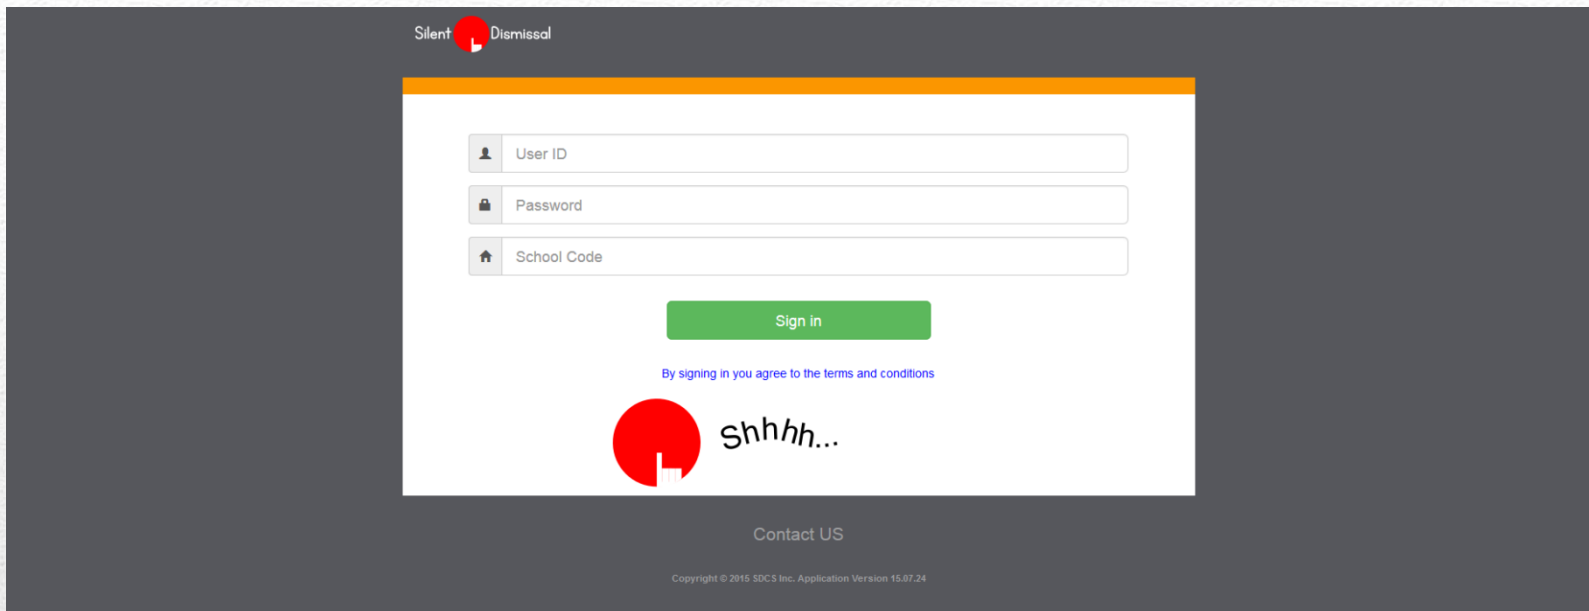 Silent Dismissal
User ID
Password
School Code
Sign in
By signing in you agree to the terms and conditions
Shhhh...
Contact US
Copyright © 2015 SDCS Inc. Application Version 15.07.24